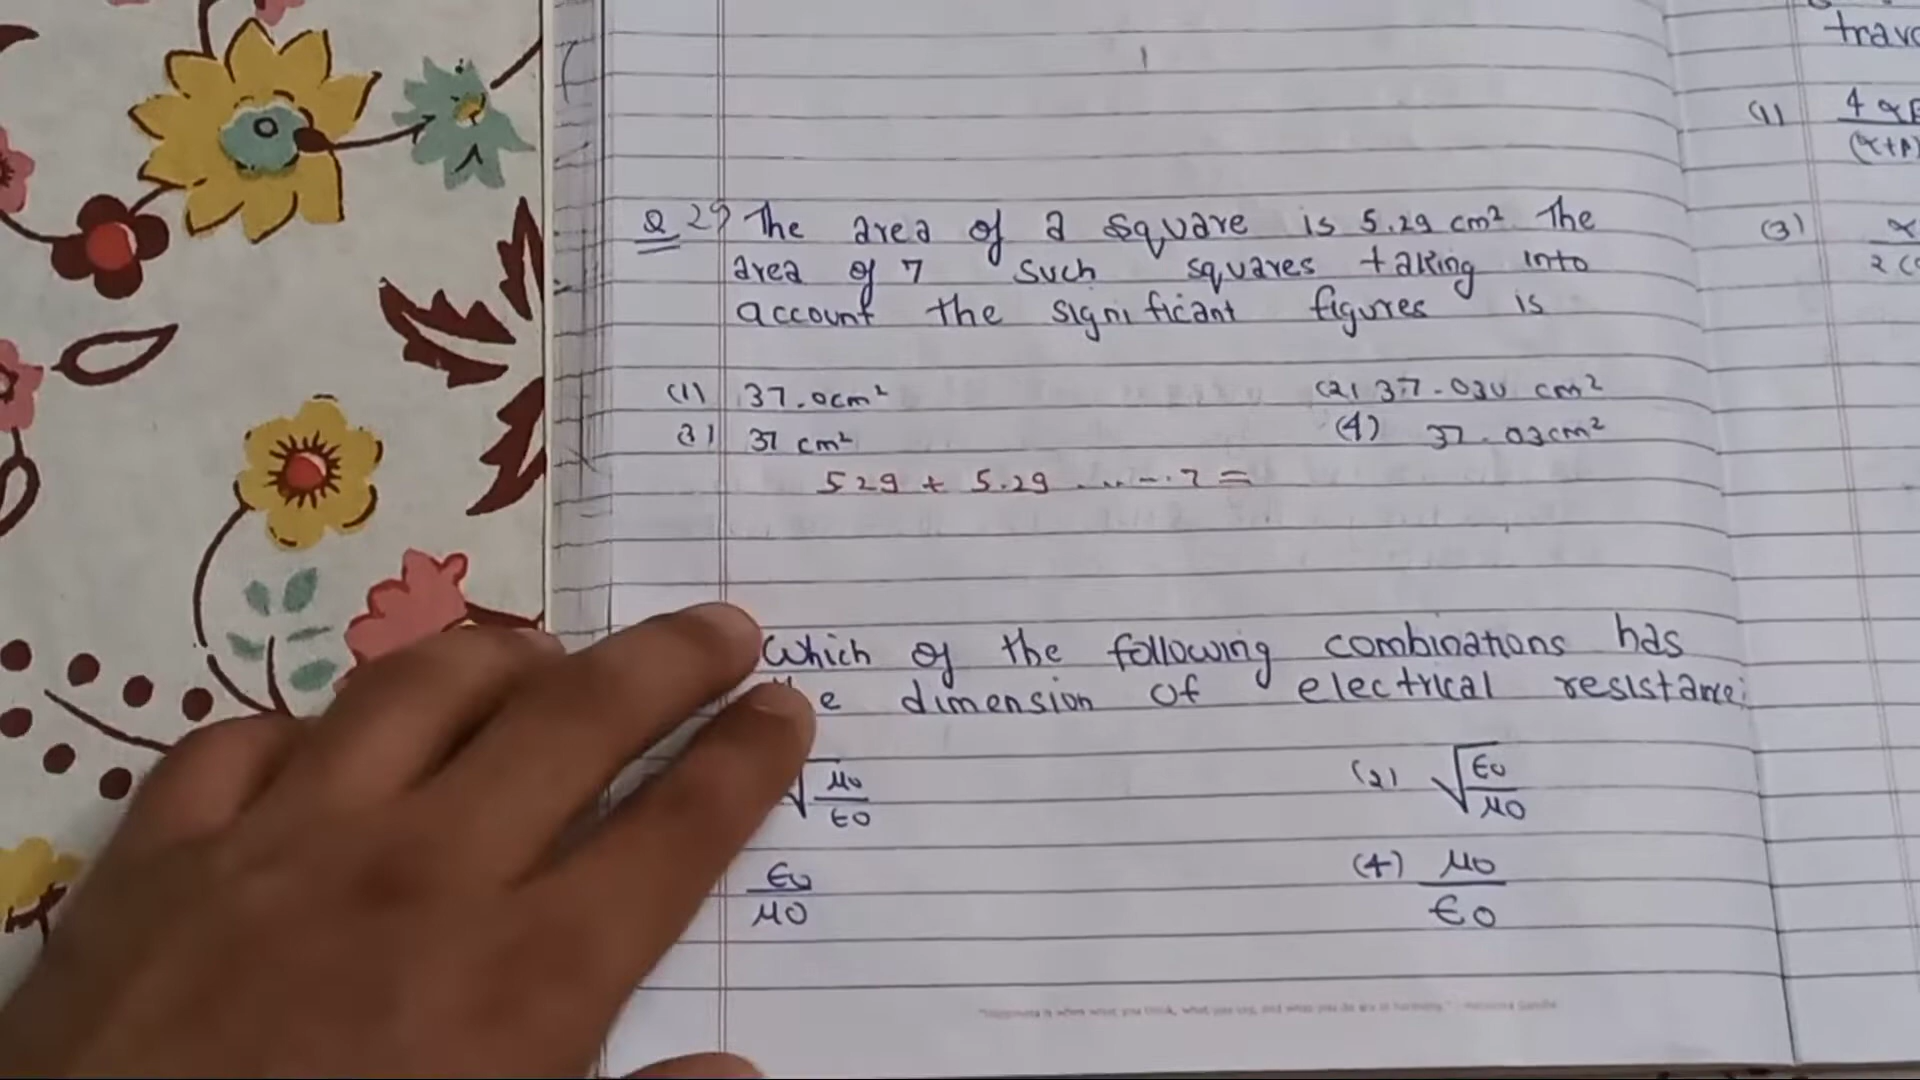 Q 29 The area of a square is 5.29 cm² The
area of 7 such squares taking into
account the significant figures is
(1) 37.0cm² (2) 37.030 cm²
(3) 37 cm² (4) 37.03cm²
529 + 5.29 ...... 7 =
Which of the following combinations has
e dimension of electrical resistance:
√μ0/ε0 (2) √ε0/μ0
ε0/μ0 (4) μ0/ε0
trav
(1) 4αβ
(3) α